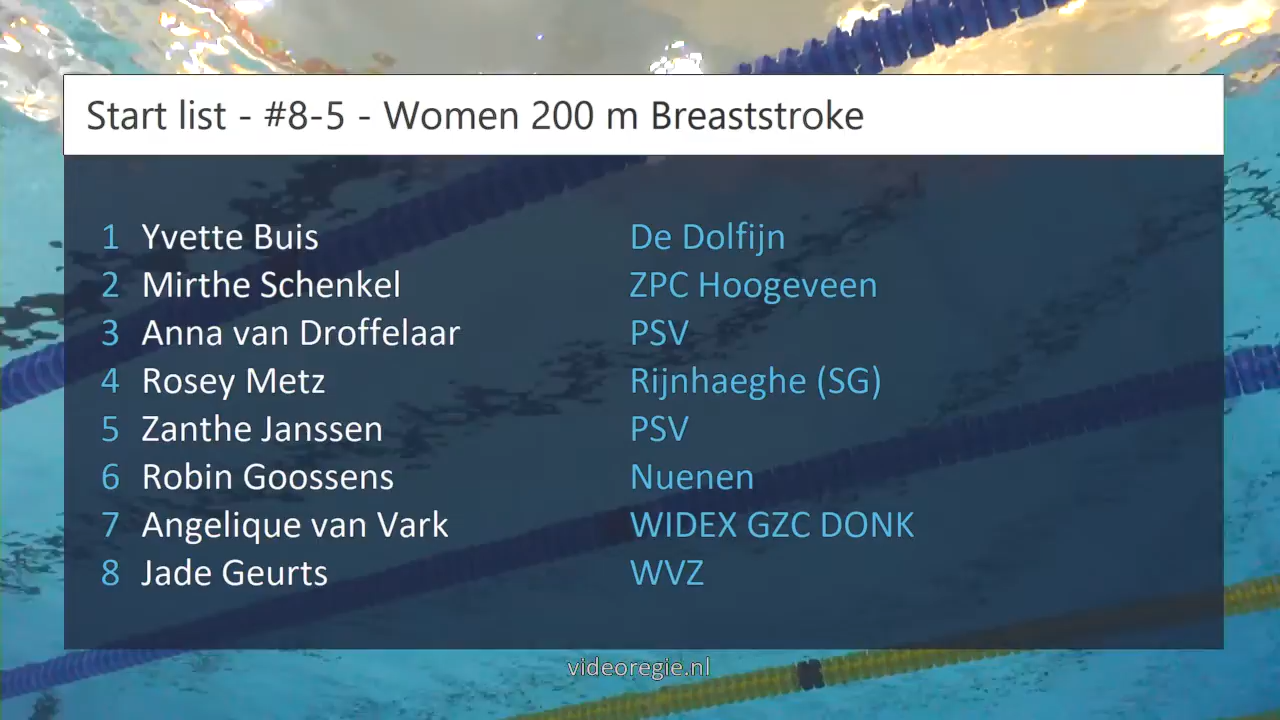 Start list - #8-5 - Women 200 m Breaststroke
1 Yvette Buis De Dolfijn
2 Mirthe Schenkel ZPC Hoogeveen
3 Anna van Droffelaar PSV
4 Rosey Metz Rijnhaeghe (SG)
5 Zanthe Janssen PSV
6 Robin Goossens Nuenen
7 Angelique van Vark WIDEX GZC DONK
8 Jade Geurts WVZ
videoregie.nl